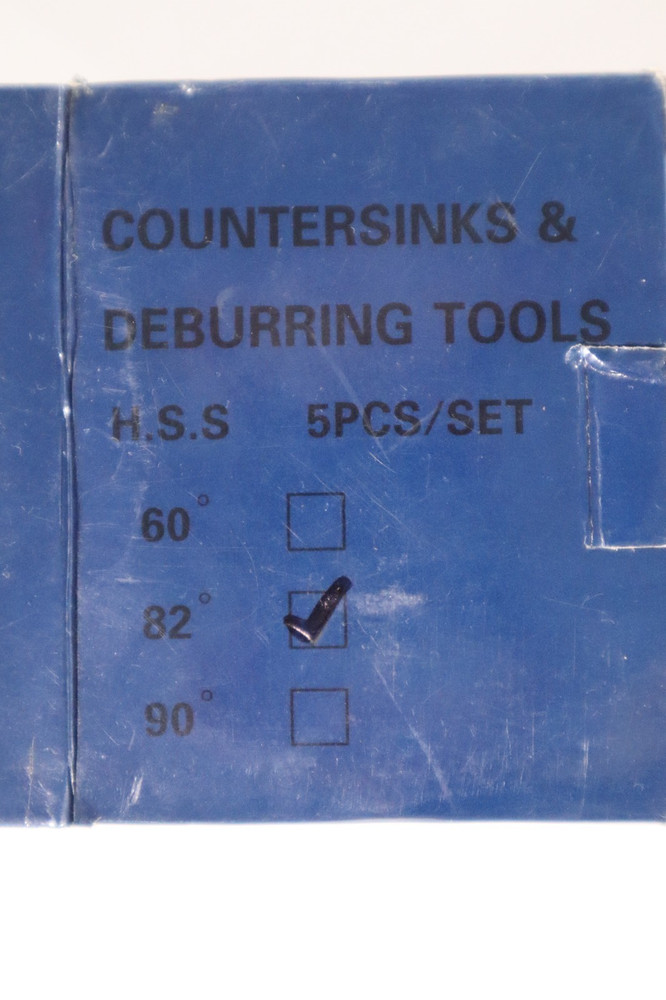 COUNTERSINKS &
DEBURRING TOOLS
H.S.S 5PCS/SET
60°
82° ✓
90°